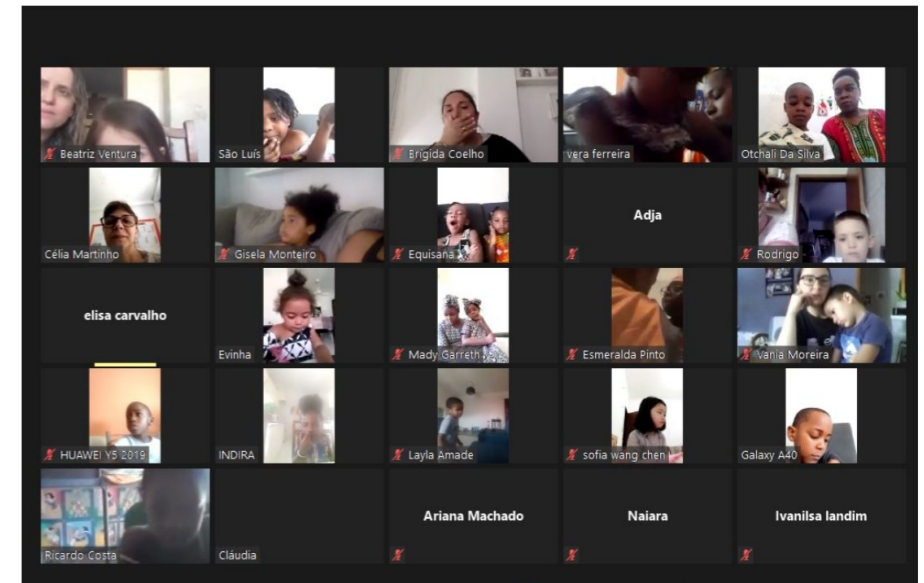 Beatriz Ventura
São Luís
Brigida Coelho
vera ferreira
Otchali Da Silva
Célia Martinho
Gisela Monteiro
Equisana
Adja
Rodrigo
elisa carvalho
Evinha
Mady Garreth
Esmeralda Pinto
Vania Moreira
HUAWEI Y5 2019
INDIRA
Layla Amade
sofia wang chen
Galaxy A40
Ricardo Costa
Cláudia
Ariana Machado
Naiara
Ivanilsa landim